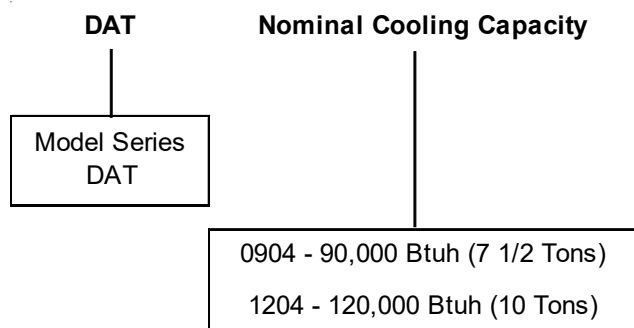 DAT
Nominal Cooling Capacity
Model Series
DAT
0904 - 90,000 Btuh (7 1/2 Tons)
1204 - 120,000 Btuh (10 Tons)